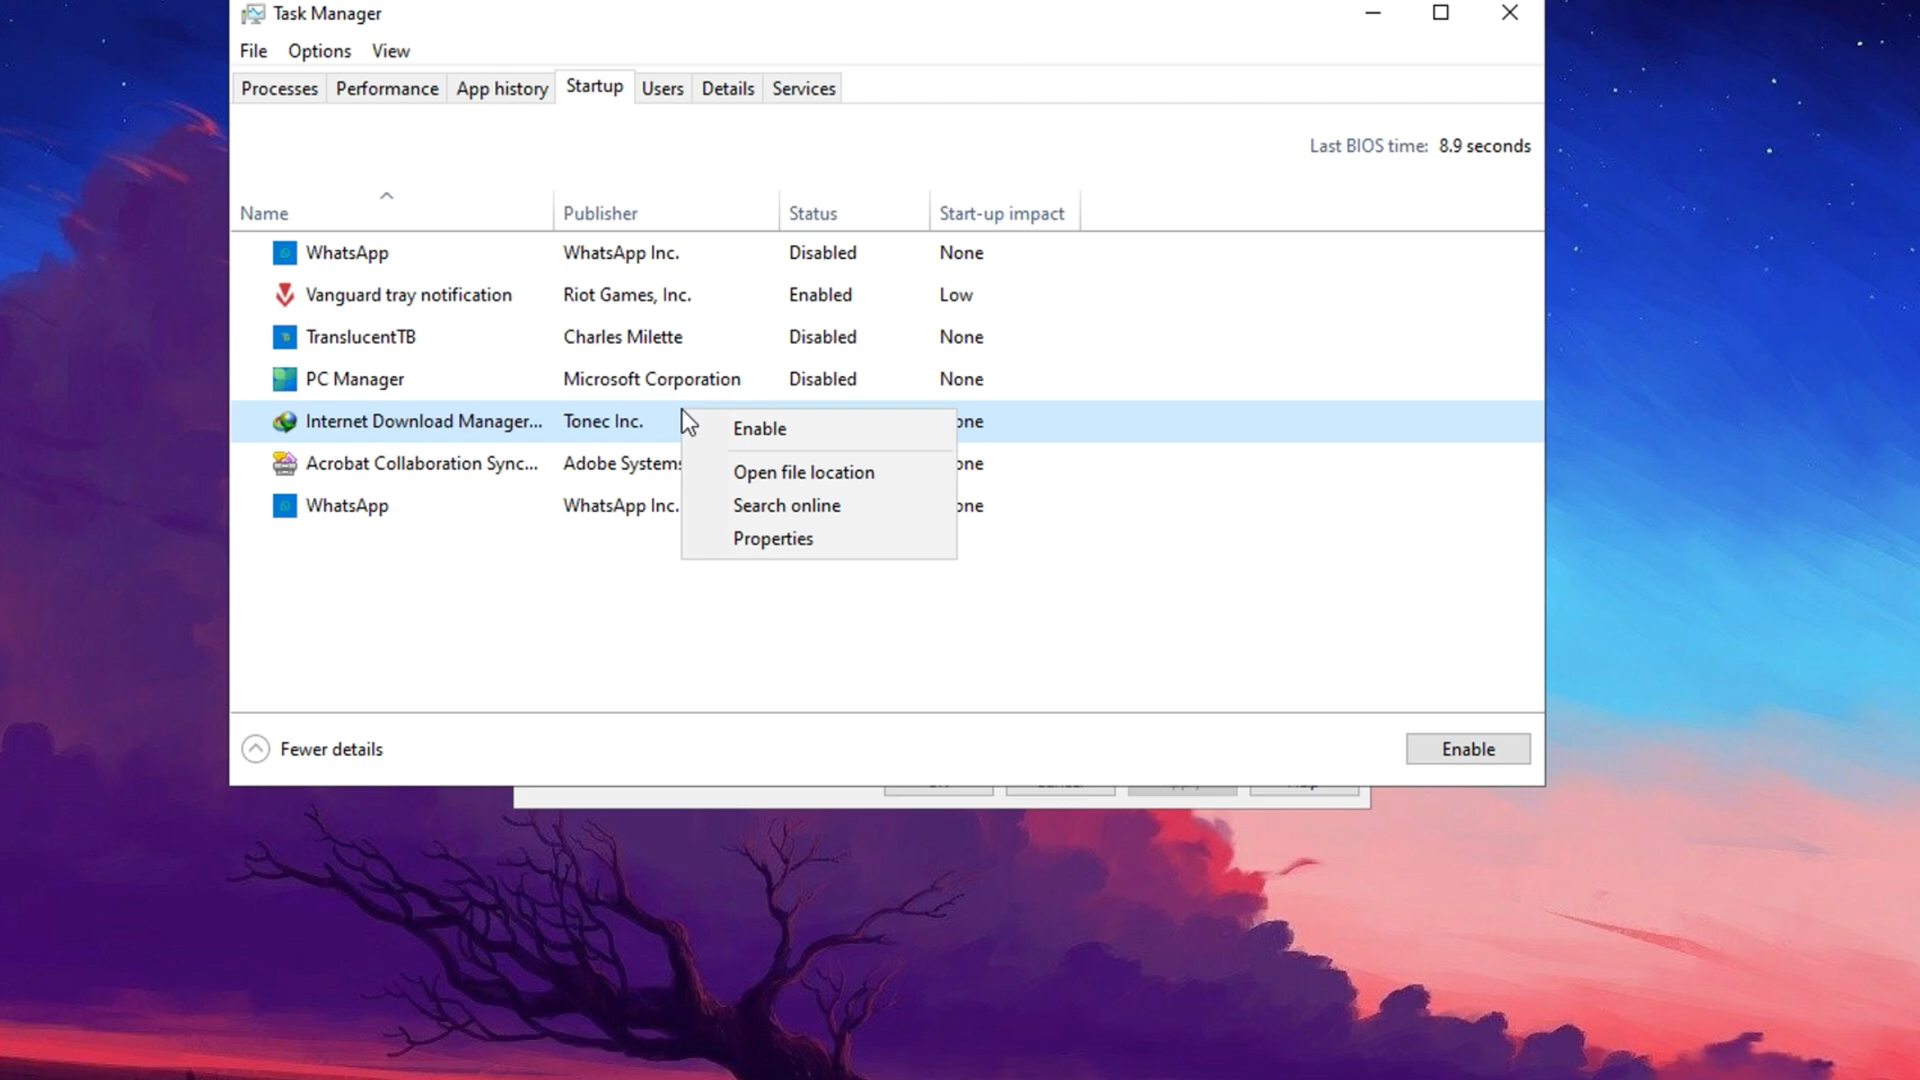 Task Manager
File Options View
Processes Performance App history Startup Users Details Services
Last BIOS time: 8.9 seconds
Name Publisher Status Start-up impact
WhatsApp WhatsApp Inc. Disabled None
Vanguard tray notification Riot Games, Inc. Enabled Low
TranslucentTB Charles Milette Disabled None
PC Manager Microsoft Corporation Disabled None
Internet Download Manager... Tonec Inc. one
Enable
Acrobat Collaboration Sync... Adobe Systems one
Open file location
WhatsApp WhatsApp Inc. one
Search online
Properties
Fewer details Enable